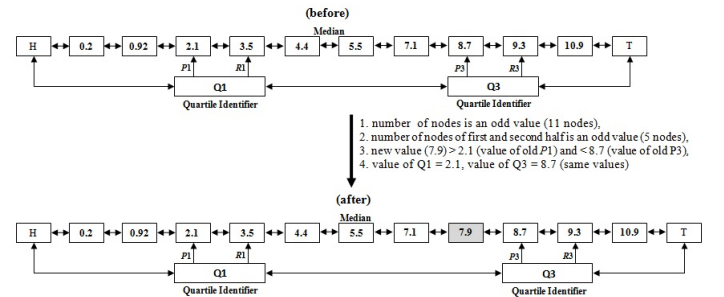 (before)
Median
H 0.2 0.92 2.1 3.5 4.4 5.5 7.1 8.7 9.3 10.9 T
P1 R1 P3 R3
Q1 Q3
Quartile Identifier Quartile Identifier
1. number of nodes is an odd value (11 nodes),
2. number of nodes of first and second half is an odd value (5 nodes),
3. new value (7.9) > 2.1 (value of old P1) and < 8.7 (value of old P3),
4. value of Q1 = 2.1, value of Q3 = 8.7 (same values)
(after)
Median
H 0.2 0.92 2.1 3.5 4.4 5.5 7.1 7.9 8.7 9.3 10.9 T
P1 R1 P3 R3
Q1 Q3
Quartile Identifier Quartile Identifier